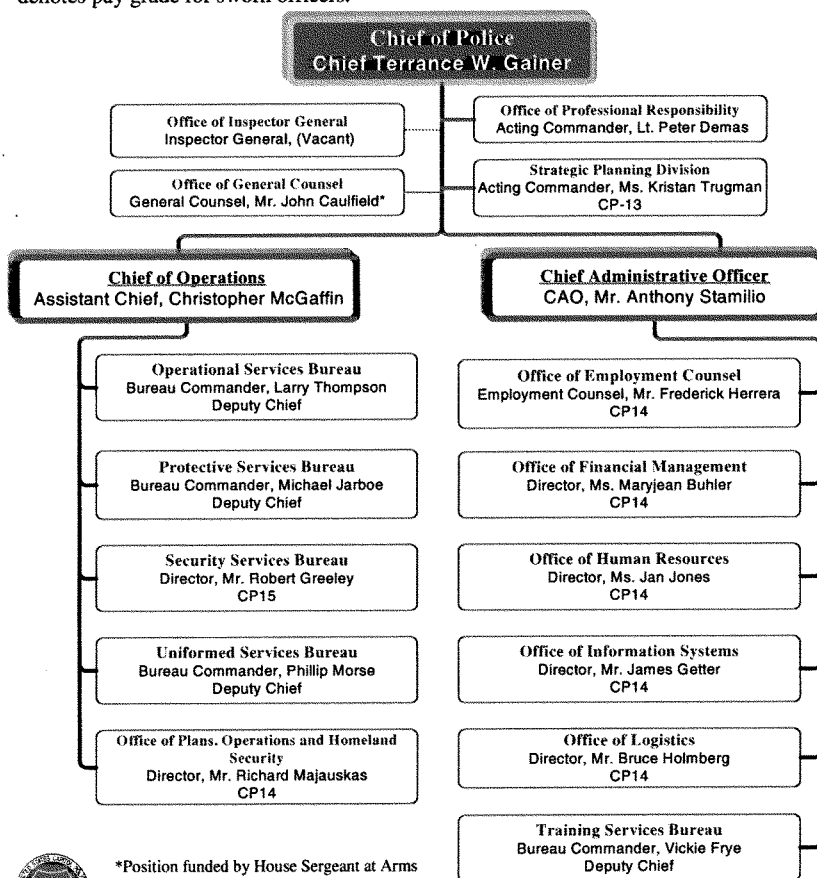 denotes pay grade for sworn officers.
Chief of Police
Chief Terrance W. Gainer
Office of Inspector General
Inspector General, (Vacant)
Office of Professional Responsibility
Acting Commander, Lt. Peter Demas
Office of General Counsel
General Counsel, Mr. John Caulfield*
Strategic Planning Division
Acting Commander, Ms. Kristan Trugman
CP-13
Chief of Operations
Assistant Chief, Christopher McGaffin
Chief Administrative Officer
CAO, Mr. Anthony Stamilio
Operational Services Bureau
Bureau Commander, Larry Thompson
Deputy Chief
Protective Services Bureau
Bureau Commander, Michael Jarboe
Deputy Chief
Security Services Bureau
Director, Mr. Robert Greeley
CP15
Uniformed Services Bureau
Bureau Commander, Phillip Morse
Deputy Chief
Office of Plans. Operations and Homeland
Security
Director, Mr. Richard Majauskas
CP14
Office of Employment Counsel
Employment Counsel, Mr. Frederick Herrera
CP14
Office of Financial Management
Director, Ms. Maryjean Buhler
CP14
Office of Human Resources
Director, Ms. Jan Jones
CP14
Office of Information Systems
Director, Mr. James Getter
CP14
Office of Logistics
Director, Mr. Bruce Holmberg
CP14
Training Services Bureau
Bureau Commander, Vickie Frye
Deputy Chief
*Position funded by House Sergeant at Arms